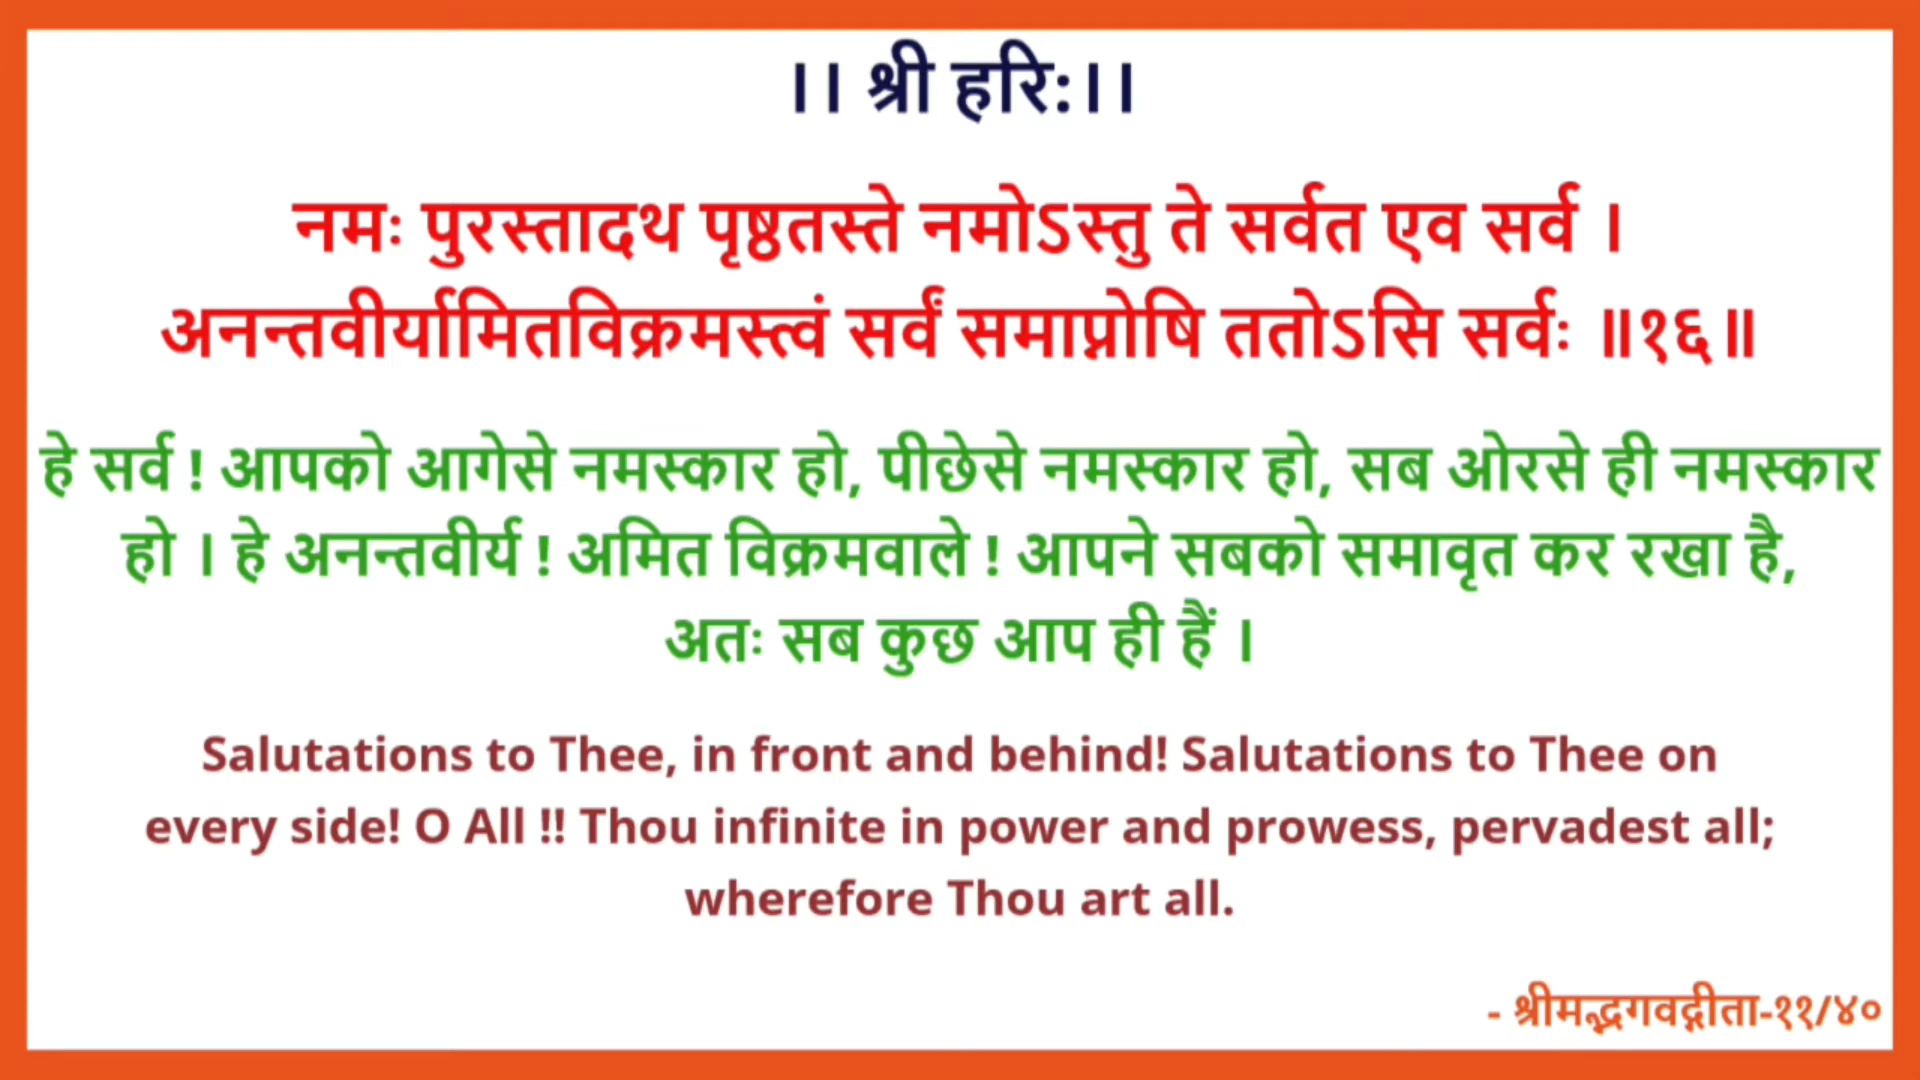 ।। श्री हरि:।।
नमः पुरस्तादथ पृष्ठतस्ते नमोऽस्तु ते सर्वत एव सर्व ।
अनन्तवीर्यामितविक्रमस्त्वं सर्वं समाप्नोषि ततोऽसि सर्वः ॥१६॥
हे सर्व ! आपको आगेसे नमस्कार हो, पीछेसे नमस्कार हो, सब ओरसे ही नमस्कार
हो । हे अनन्तवीर्य ! अमित विक्रमवाले ! आपने सबको समावृत कर रखा है,
अतः सब कुछ आप ही हैं ।
Salutations to Thee, in front and behind! Salutations to Thee on
every side! O All !! Thou infinite in power and prowess, pervadest all;
wherefore Thou art all.
- श्रीमद्भगवद्गीता-११/४०